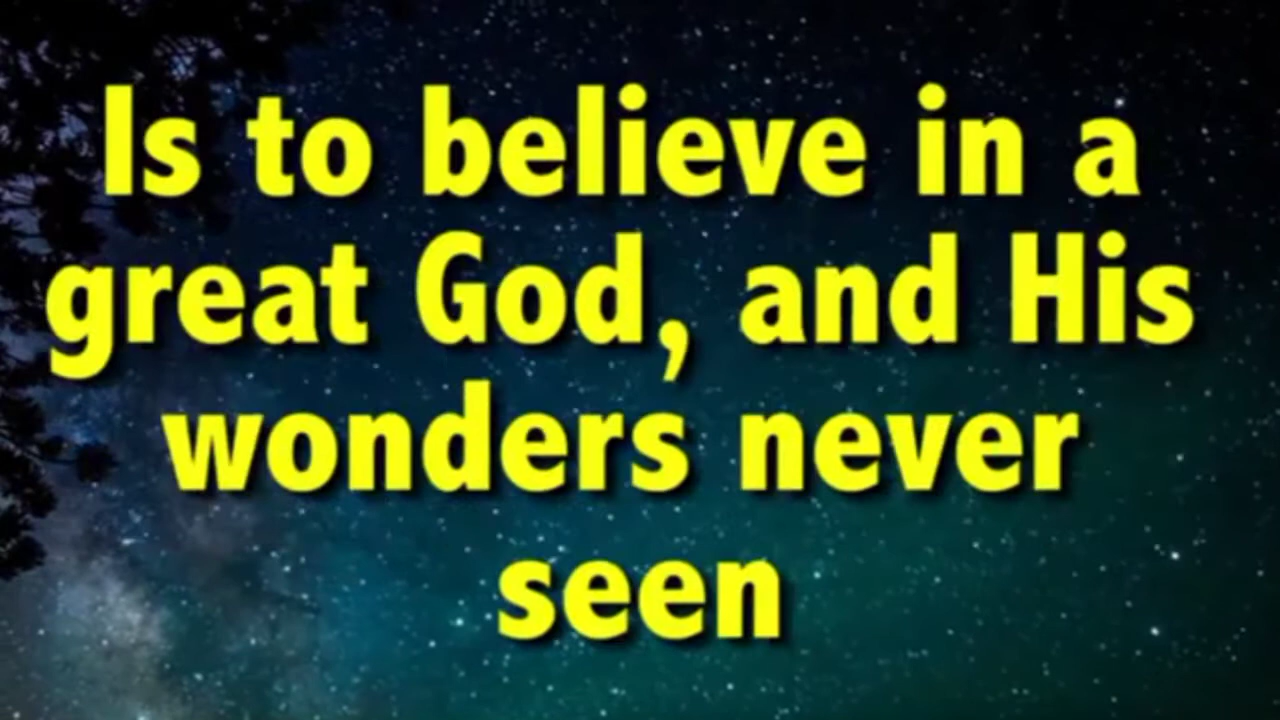 Is to believe in a
great God, and His
wonders never
seen